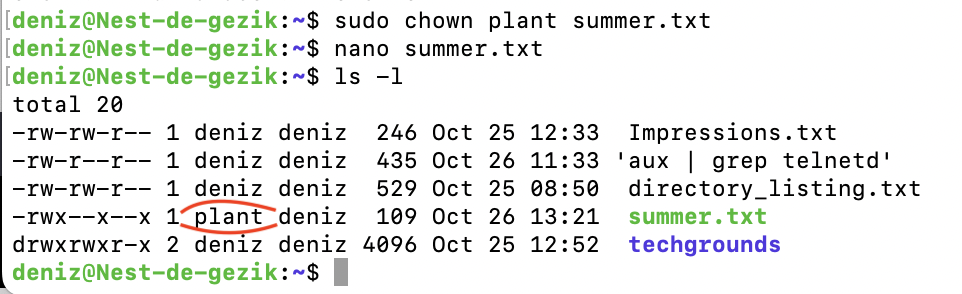 [deniz@Nest-de-gezik:~$ sudo chown plant summer.txt
[deniz@Nest-de-gezik:~$ nano summer.txt
[deniz@Nest-de-gezik:~$ ls -l
total 20
-rw-rw-r-- 1 deniz deniz  246 Oct 25 12:33  Impressions.txt
-rw-r--r-- 1 deniz deniz  435 Oct 26 11:33 'aux | grep telnetd'
-rw-rw-r-- 1 deniz deniz  529 Oct 25 08:50  directory_listing.txt
-rwx--x--x 1 plant deniz  109 Oct 26 13:21  summer.txt
drwxrwxr-x 2 deniz deniz 4096 Oct 25 12:52  techgrounds
deniz@Nest-de-gezik:~$